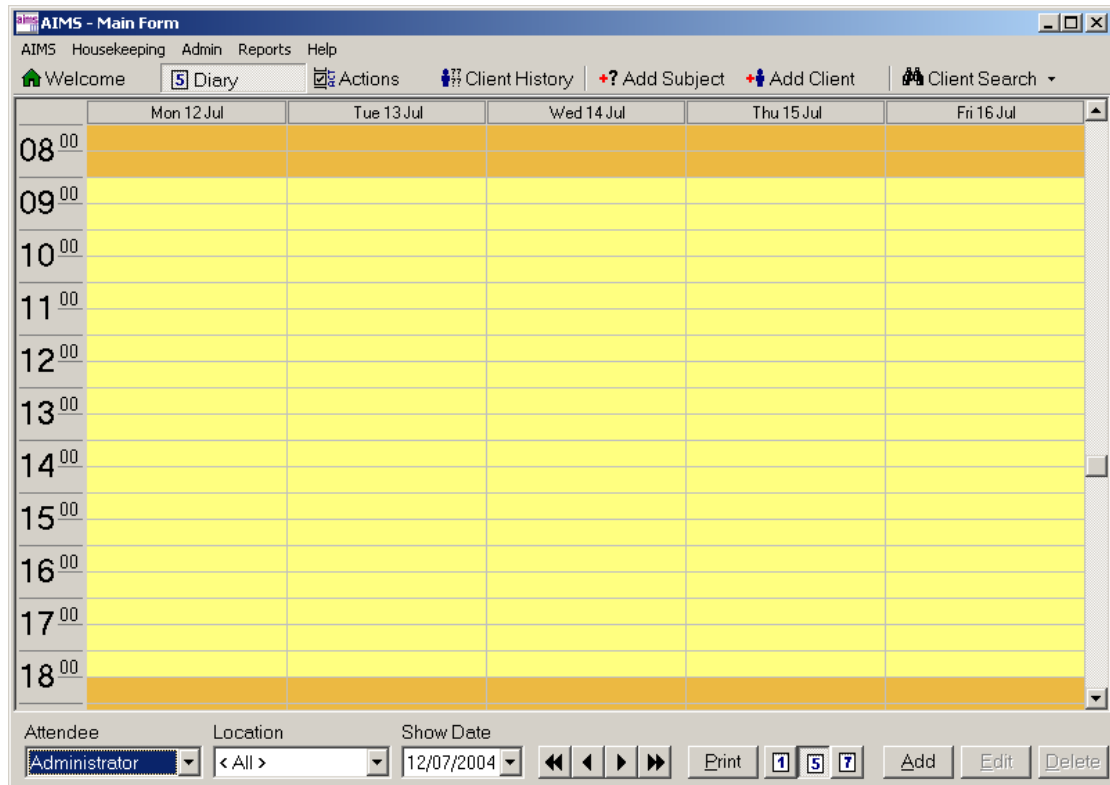 aims AIMS - Main Form
AIMS Housekeeping Admin Reports Help
Welcome 5 Diary Actions ?? Client History +? Add Subject + Add Client Client Search
Mon 12 Jul Tue 13 Jul Wed 14 Jul Thu 15 Jul Fri 16 Jul
08 00
09 00
10 00
11 00
12 00
13 00
14 00
15 00
16 00
17 00
18 00
Attendee Location Show Date
Administrator < All > 12/07/2004 Print 1 5 7 Add Edit Delete